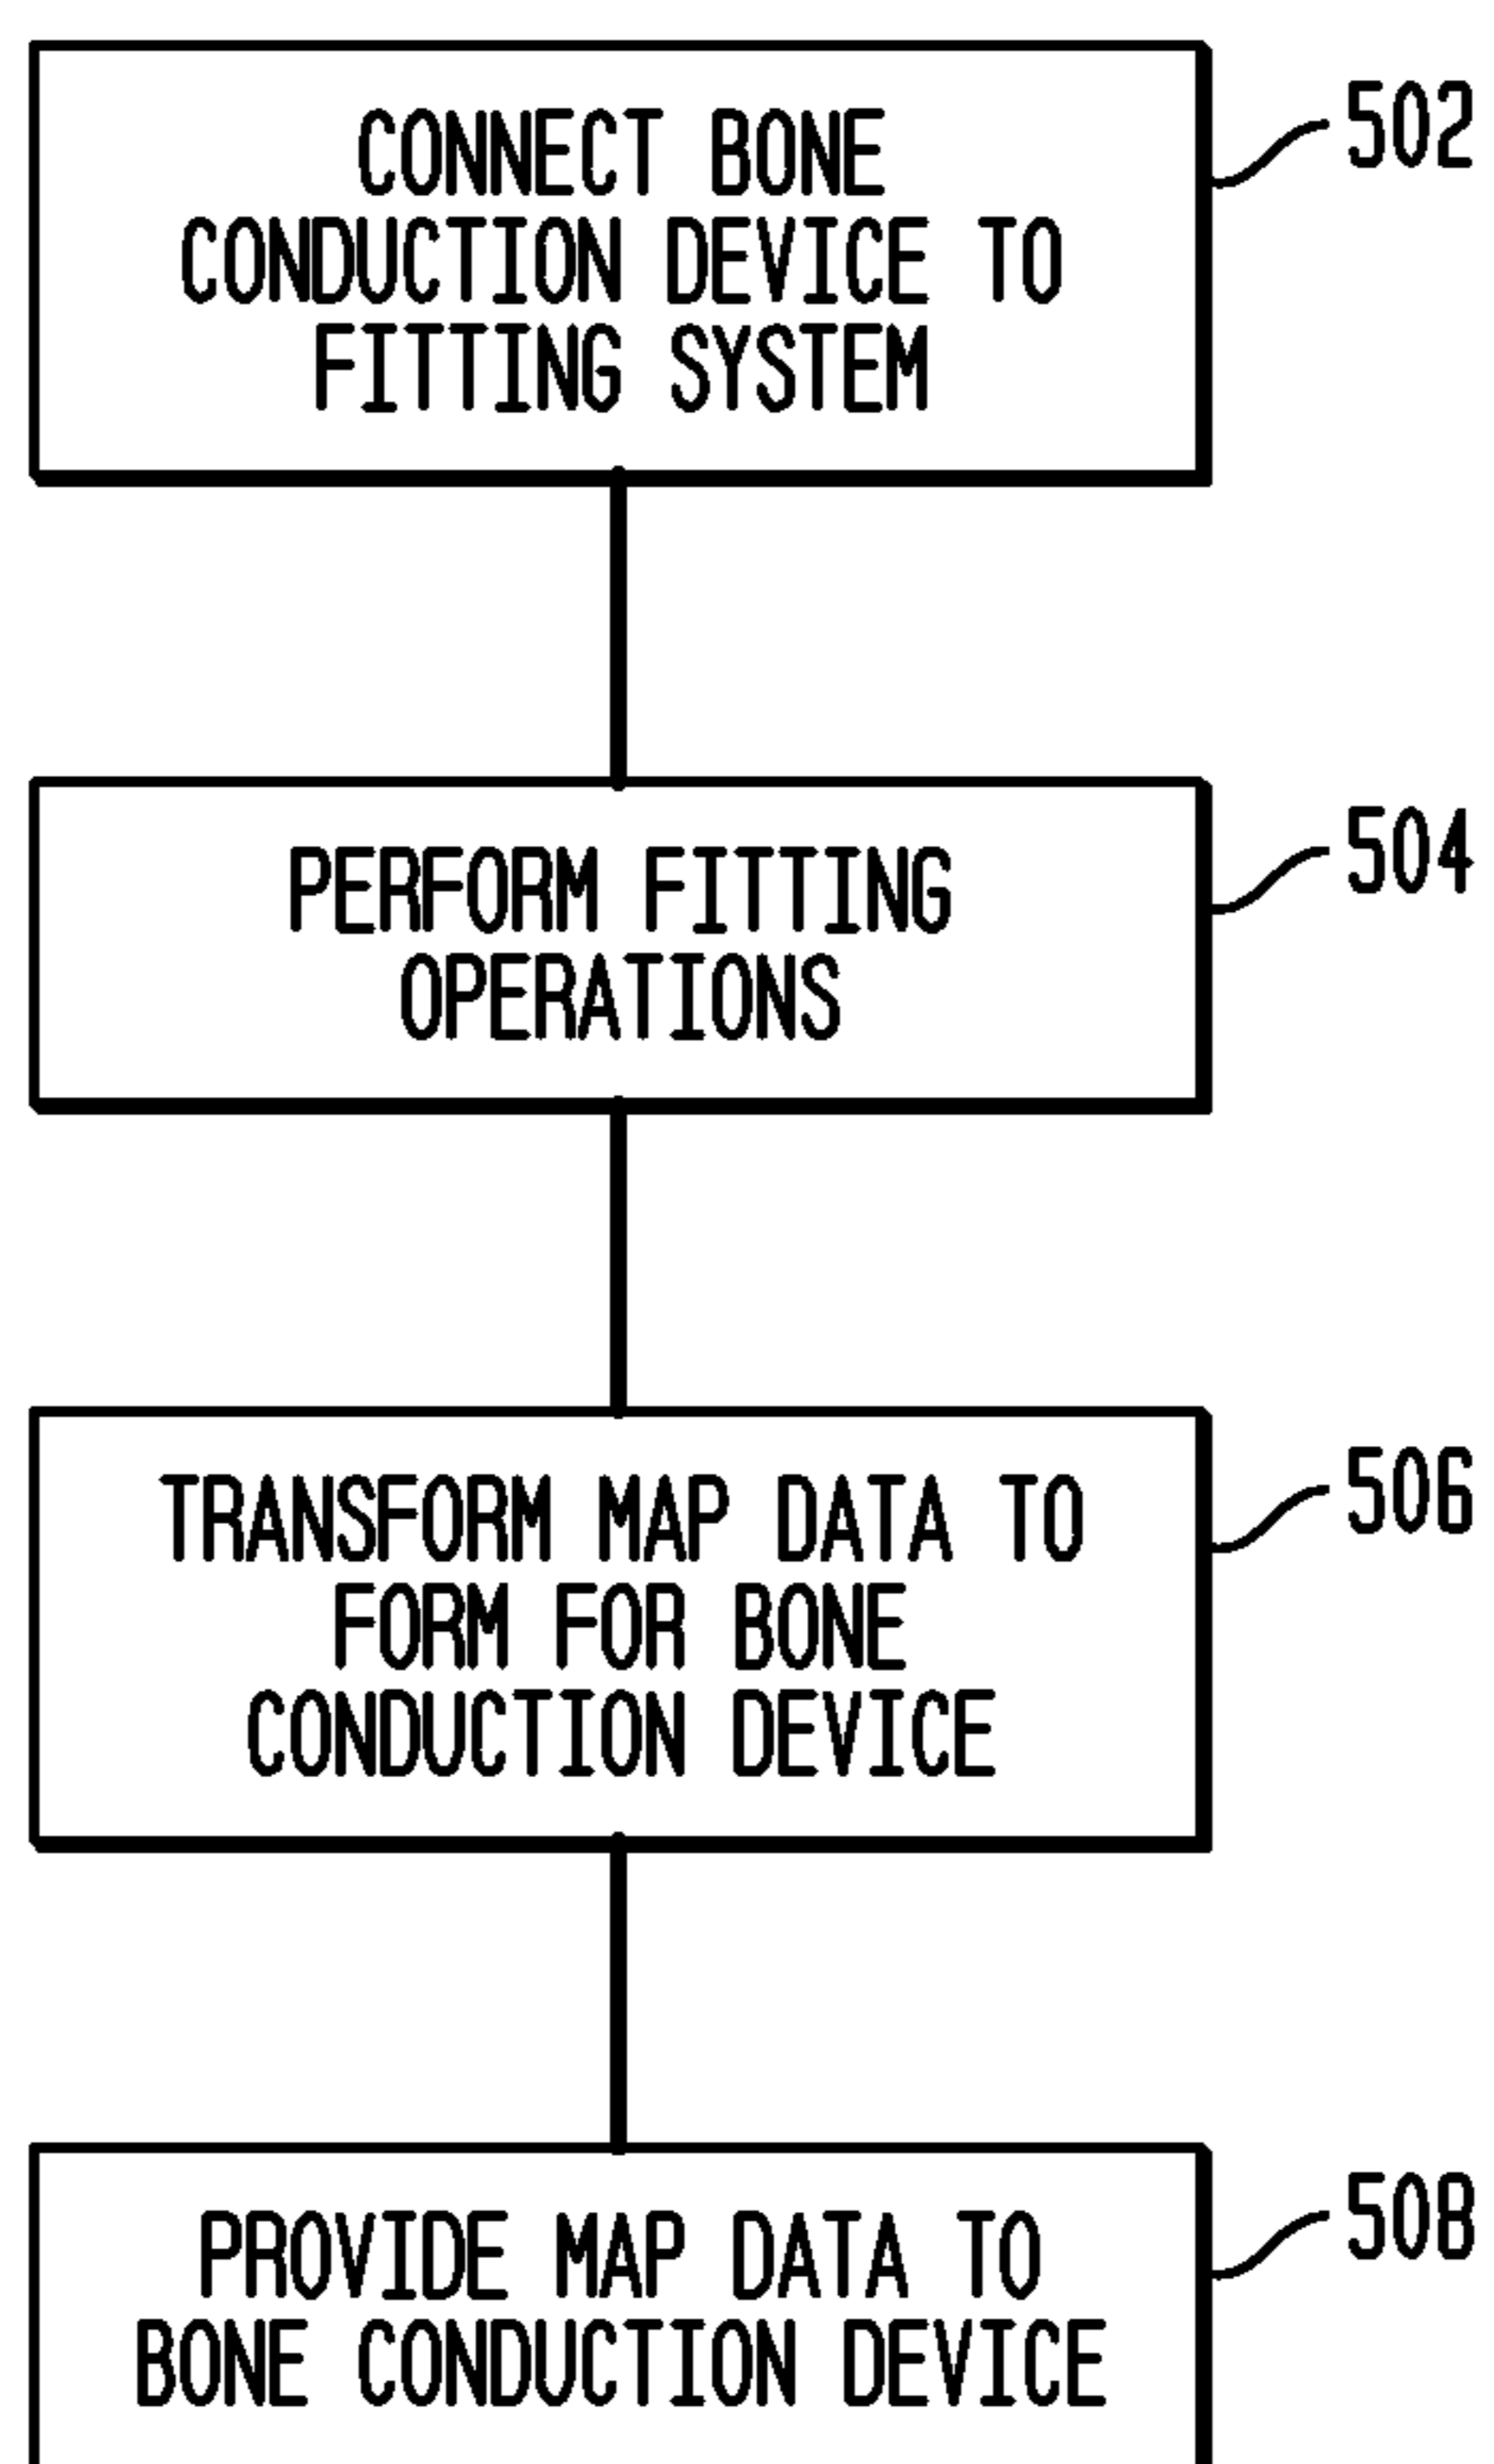 CONNECT BONE
CONDUCTION DEVICE TO
FITTING SYSTEM
502
PERFORM FITTING
OPERATIONS
504
TRANSFORM MAP DATA TO
FORM FOR BONE
CONDUCTION DEVICE
506
PROVIDE MAP DATA TO
BONE CONDUCTION DEVICE
508